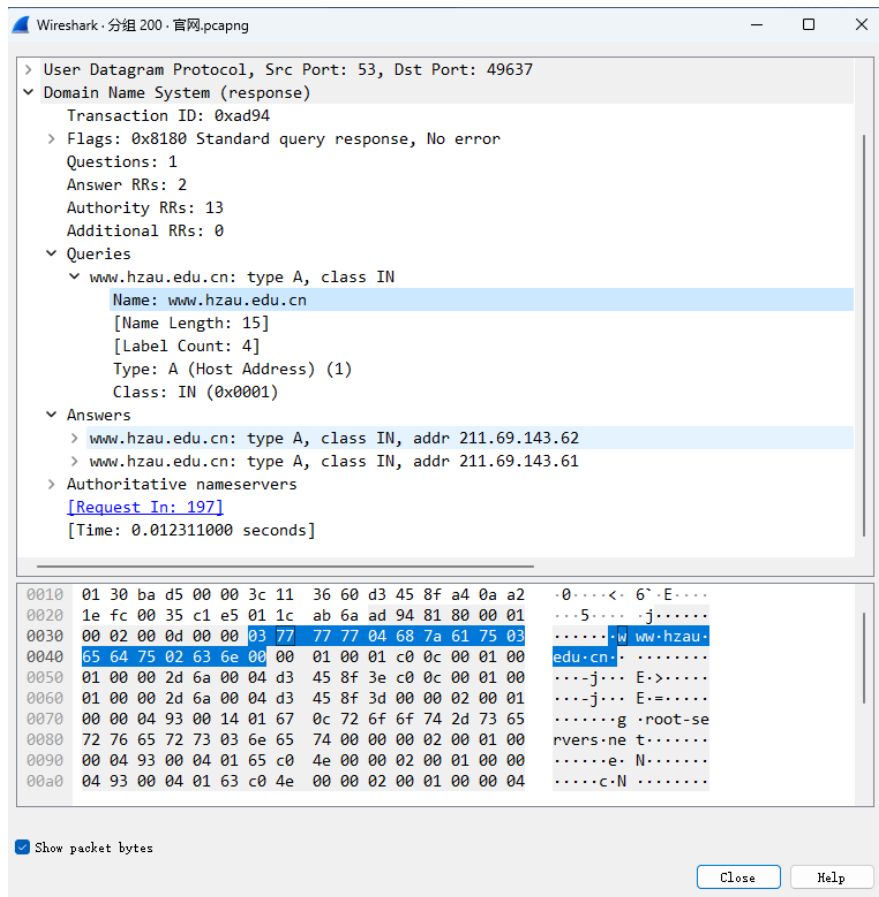 Wireshark · 分组 200 · 官网.pcapng
> User Datagram Protocol, Src Port: 53, Dst Port: 49637
Domain Name System (response)
Transaction ID: 0xad94
> Flags: 0x8180 Standard query response, No error
Questions: 1
Answer RRs: 2
Authority RRs: 13
Additional RRs: 0
Queries
www.hzau.edu.cn: type A, class IN
Name: www.hzau.edu.cn
[Name Length: 15]
[Label Count: 4]
Type: A (Host Address) (1)
Class: IN (0x0001)
Answers
> www.hzau.edu.cn: type A, class IN, addr 211.69.143.62
> www.hzau.edu.cn: type A, class IN, addr 211.69.143.61
> Authoritative nameservers
[Request In: 197]
[Time: 0.012311000 seconds]
0010 01 30 ba d5 00 00 3c 11 36 60 d3 45 8f a4 0a a2 ·0····<· 6`·E····
0020 1e fc 00 35 c1 e5 01 1c ab 6a ad 94 81 80 00 01 ···5···· ·j······
0030 00 02 00 0d 00 00 03 77 77 77 04 68 7a 61 75 03 ·······w ww·hzau·
0040 65 64 75 02 63 6e 00 00 01 00 01 c0 0c 00 01 00 edu·cn·· ········
0050 01 00 00 2d 6a 00 04 d3 45 8f 3e c0 0c 00 01 00 ···-j··· E·>·····
0060 01 00 00 2d 6a 00 04 d3 45 8f 3d 00 00 02 00 01 ···-j··· E·=·····
0070 00 00 04 93 00 14 01 67 0c 72 6f 6f 74 2d 73 65 ·······g ·root-se
0080 72 76 65 72 73 03 6e 65 74 00 00 00 02 00 01 00 rvers·ne t·······
0090 00 04 93 00 04 01 65 c0 4e 00 00 02 00 01 00 00 ······e· N·······
00a0 04 93 00 04 01 63 c0 4e 00 00 02 00 01 00 00 04 ·····c·N ········
Show packet bytes
Close Help